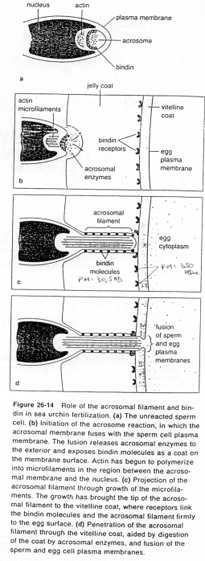 nucleus
actin
plasma membrane
acrosome
bindin
a
jelly coat
actin
microfilaments
vitelline
coat
bindin
receptors
egg
plasma
membrane
acrosomal
enzymes
b
acrosomal
filament
egg
cytoplasm
bindin
molecules
c
fusion
of sperm
and egg
plasma
membranes
d
Figure 26-14 Role of the acrosomal filament and bin-
din in sea urchin fertilization. (a) The unreacted sperm
cell. (b) Initiation of the acrosome reaction, in which the
acrosomal membrane fuses with the sperm cell plasma
membrane. The fusion releases acrosomal enzymes to
the exterior and exposes bindin molecules as a coat on
the membrane surface. Actin has begun to polymerize
into microfilaments in the region between the acroso-
mal membrane and the nucleus. (c) Projection of the
acrosomal filament through growth of the microfila-
ments. The growth has brought the tip of the acroso-
mal filament to the vitelline coat, where receptors link
the bindin molecules and the acrosomal filament firmly
to the egg surface. (d) Penetration of the acrosomal
filament through the vitelline coat, aided by digestion
of the coat by acrosomal enzymes, and fusion of the
sperm and egg cell plasma membranes.